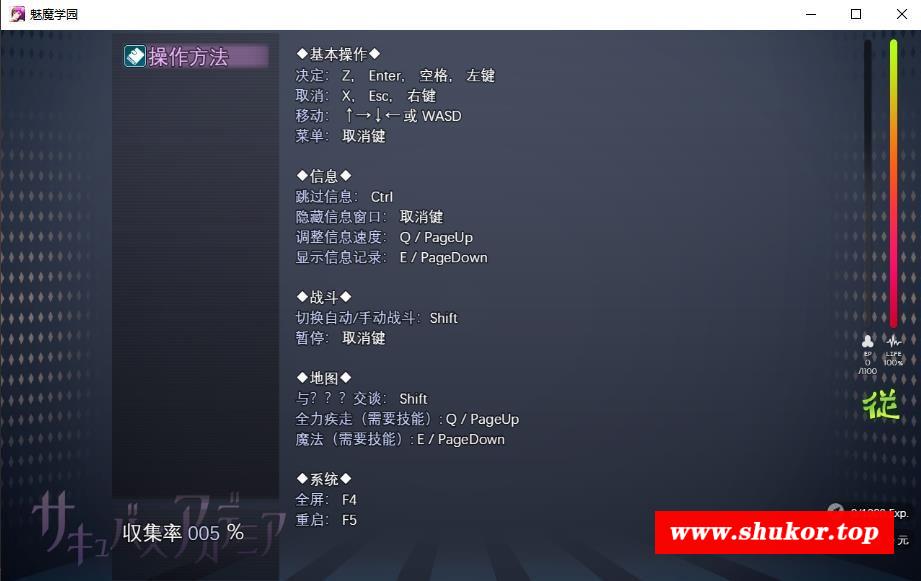 魅魔学园
操作方法
◆基本操作◆
决定： Z， Enter， 空格， 左键
取消： X， Esc， 右键
移动： ↑→↓←或 WASD
菜单： 取消键
◆信息◆
跳过信息： Ctrl
隐藏信息窗口： 取消键
调整信息速度： Q / PageUp
显示信息记录： E / PageDown
◆战斗◆
切换自动/手动战斗： Shift
暂停： 取消键
◆地图◆
与？？？交谈： Shift
全力疾走（需要技能）: Q / PageUp
魔法（需要技能）: E / PageDown
◆系统◆
全屏： F4
重启： F5
EP
0
/1100
LIFE
100%
従
サキュバスアカデミア
收集率 005 %
Exp.
元
www.shukor.top